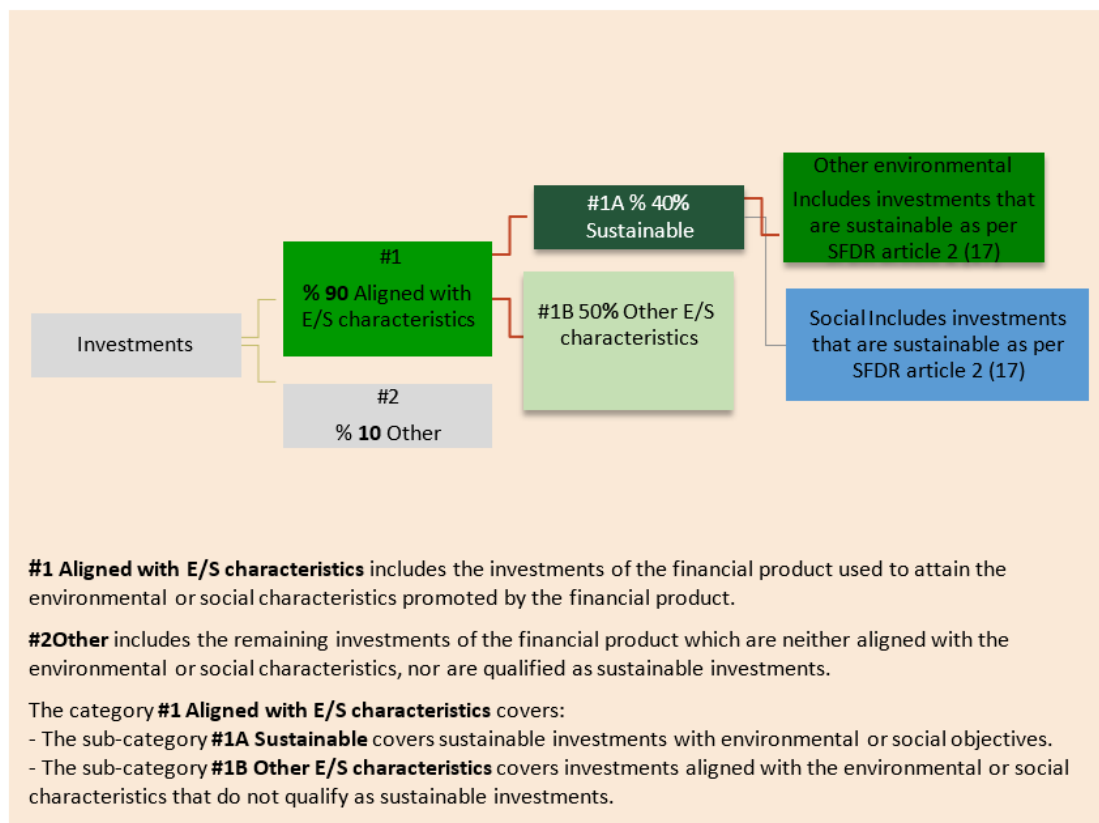 Investments
#1
% 90 Aligned with
E/S characteristics
#2
% 10 Other
#1A % 40%
Sustainable
#1B 50% Other E/S
characteristics
Other environmental
Includes investments that
are sustainable as per
SFDR article 2 (17)
Social Includes investments
that are sustainable as per
SFDR article 2 (17)
#1 Aligned with E/S characteristics includes the investments of the financial product used to attain the
environmental or social characteristics promoted by the financial product.
#2Other includes the remaining investments of the financial product which are neither aligned with the
environmental or social characteristics, nor are qualified as sustainable investments.
The category #1 Aligned with E/S characteristics covers:
- The sub-category #1A Sustainable covers sustainable investments with environmental or social objectives.
- The sub-category #1B Other E/S characteristics covers investments aligned with the environmental or social
characteristics that do not qualify as sustainable investments.